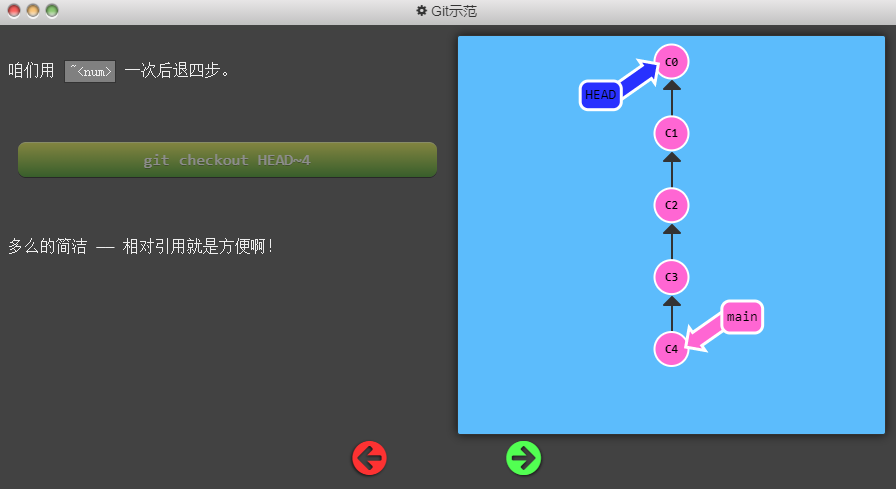 Git示范
咱们用 ~<num> 一次后退四步。
git checkout HEAD~4
多么的简洁 —— 相对引用就是方便啊!
C0
HEAD
C1
C2
C3
main
C4